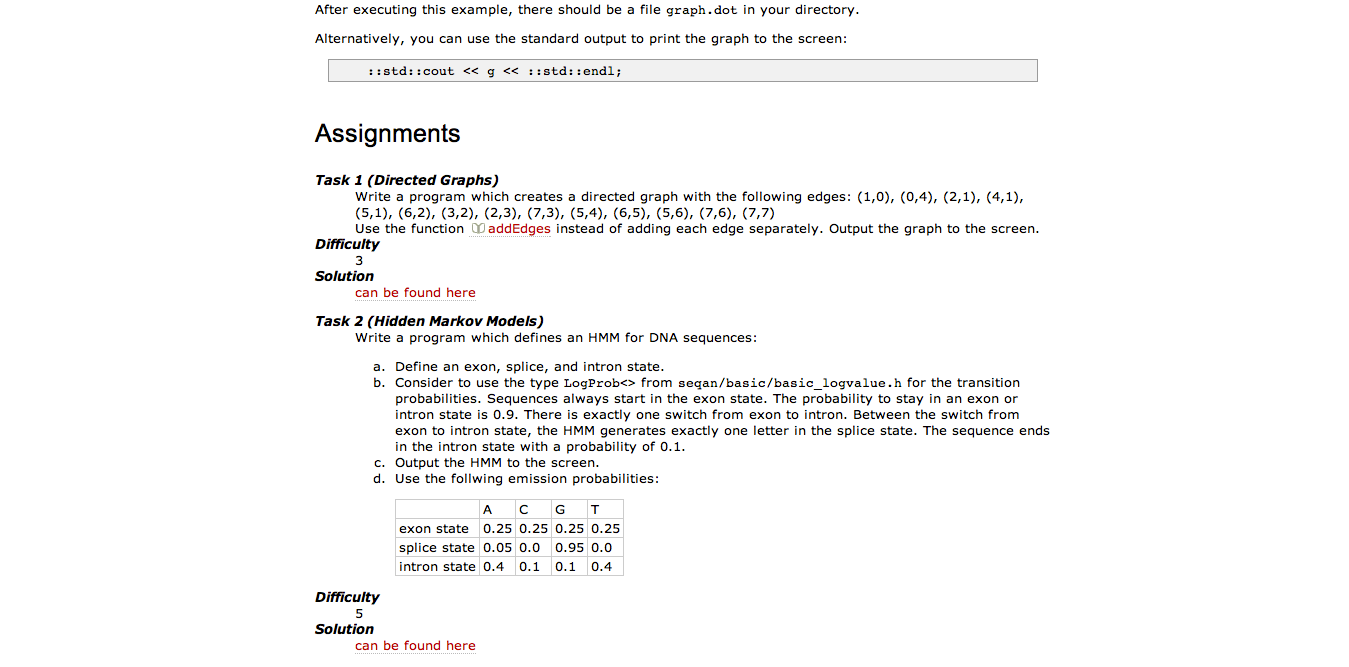 After executing this example, there should be a file graph.dot in your directory.
Alternatively, you can use the standard output to print the graph to the screen:
::std::cout << g << ::std::endl;
Assignments
Task 1 (Directed Graphs)
Write a program which creates a directed graph with the following edges: (1,0), (0,4), (2,1), (4,1),
(5,1), (6,2), (3,2), (2,3), (7,3), (5,4), (6,5), (5,6), (7,6), (7,7)
Use the function addEdges instead of adding each edge separately. Output the graph to the screen.
Difficulty
3
Solution
can be found here
Task 2 (Hidden Markov Models)
Write a program which defines an HMM for DNA sequences:
a. Define an exon, splice, and intron state.
b. Consider to use the type LogProb<> from seqan/basic/basic_logvalue.h for the transition
probabilities. Sequences always start in the exon state. The probability to stay in an exon or
intron state is 0.9. There is exactly one switch from exon to intron. Between the switch from
exon to intron state, the HMM generates exactly one letter in the splice state. The sequence ends
in the intron state with a probability of 0.1.
c. Output the HMM to the screen.
d. Use the follwing emission probabilities:
A C G T
exon state 0.25 0.25 0.25 0.25
splice state 0.05 0.0 0.95 0.0
intron state 0.4 0.1 0.1 0.4
Difficulty
5
Solution
can be found here